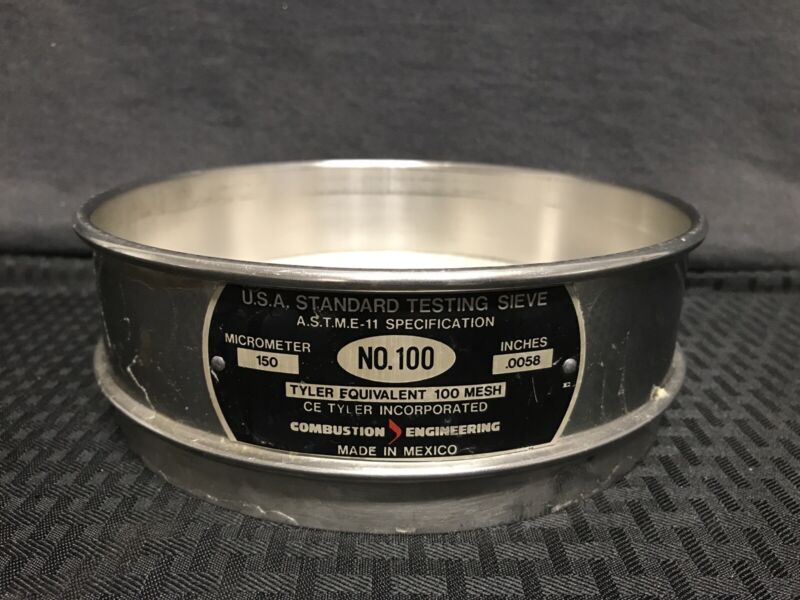 U.S.A. STANDARD TESTING SIEVE
A.S.T.M.E-11 SPECIFICATION
MICROMETER
150
NO.100
INCHES
.0058
TYLER EQUIVALENT 100 MESH
CE TYLER INCORPORATED
COMBUSTION ENGINEERING
MADE IN MEXICO